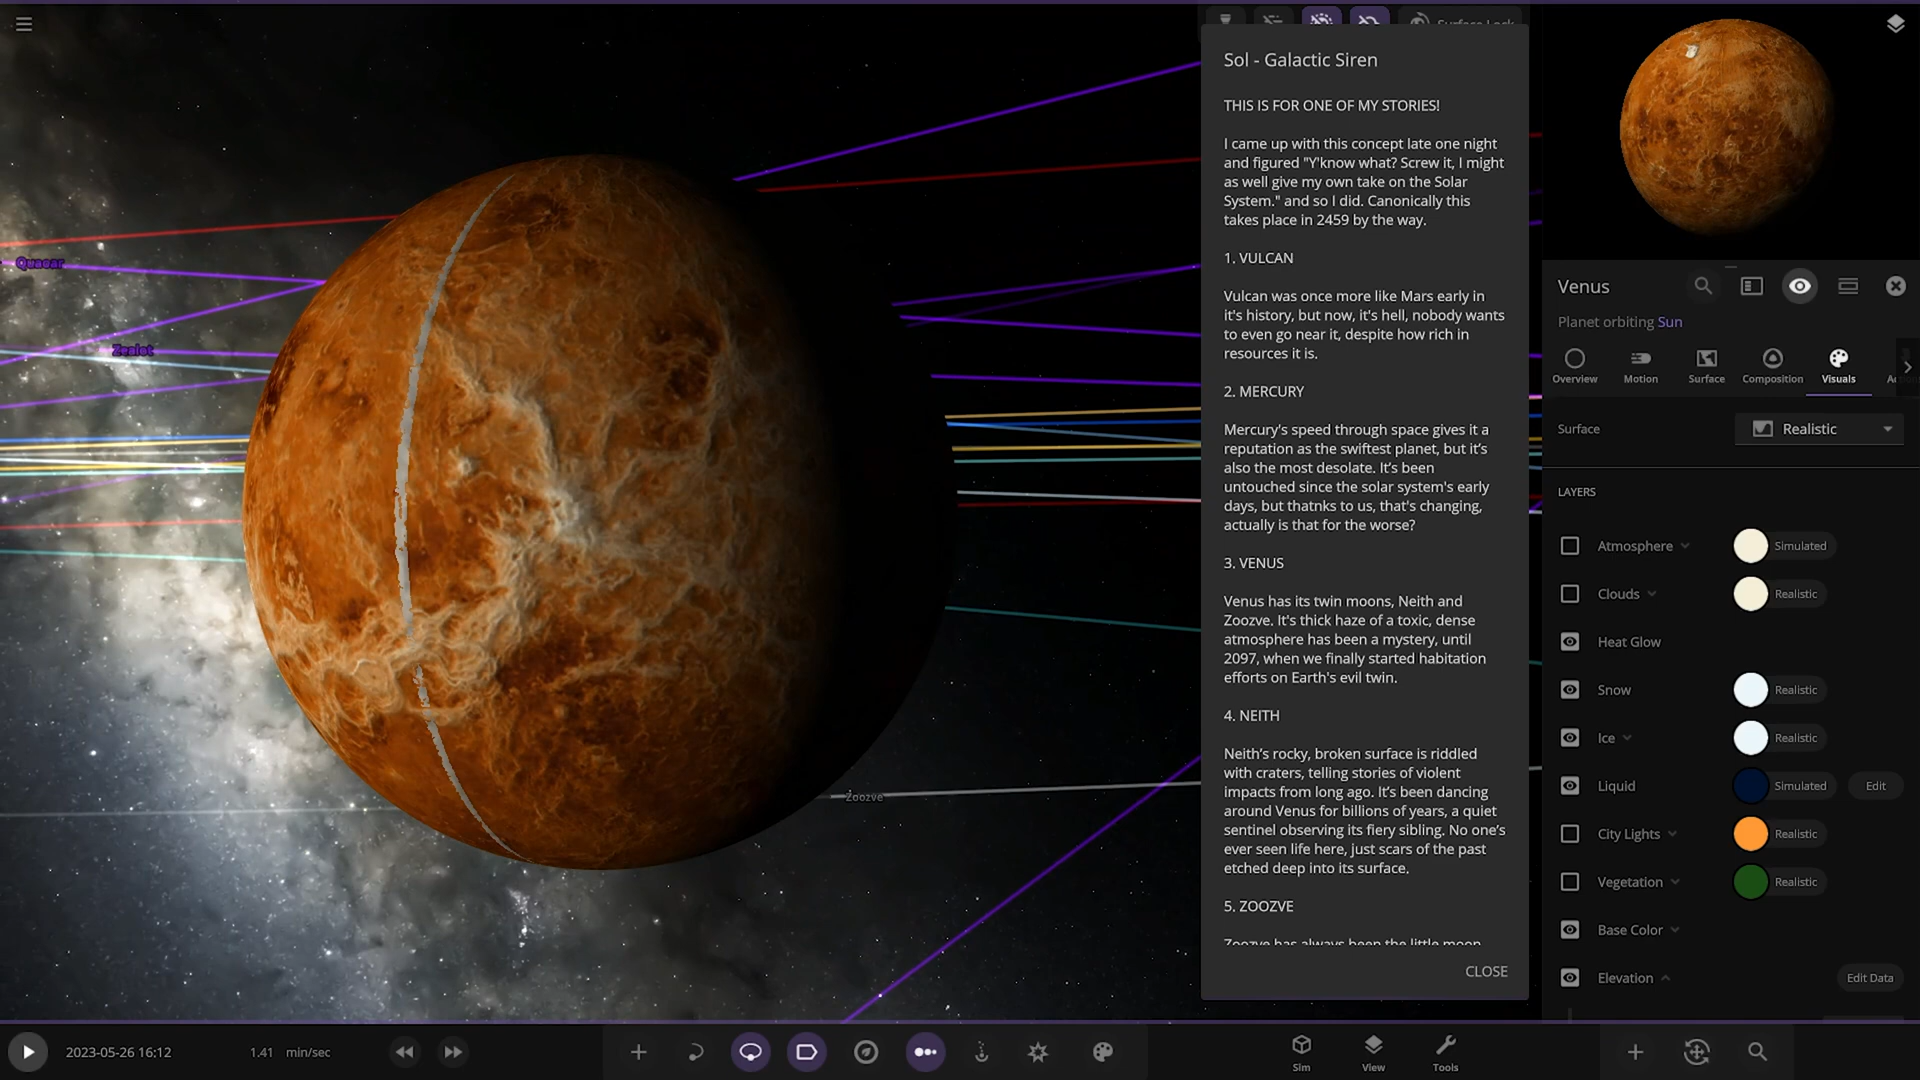 Surface Lock
Sol - Galactic Siren
THIS IS FOR ONE OF MY STORIES!
I came up with this concept late one night
and figured "Y'know what? Screw it, I might
as well give my own take on the Solar
System." and so I did. Canonically this
takes place in 2459 by the way.
1. VULCAN
Vulcan was once more like Mars early in
it's history, but now, it's hell, nobody wants
to even go near it, despite how rich in
resources it is.
2. MERCURY
Mercury's speed through space gives it a
reputation as the swiftest planet, but it's
also the most desolate. It's been
untouched since the solar system's early
days, but thatnks to us, that's changing,
actually is that for the worse?
3. VENUS
Venus has its twin moons, Neith and
Zoozve. It's thick haze of a toxic, dense
atmosphere has been a mystery, until
2097, when we finally started habitation
efforts on Earth's evil twin.
4. NEITH
Neith's rocky, broken surface is riddled
with craters, telling stories of violent
impacts from long ago. It's been dancing
around Venus for billions of years, a quiet
sentinel observing its fiery sibling. No one's
ever seen life here, just scars of the past
etched deep into its surface.
5. ZOOZVE
Zoozve has always been the little moon
CLOSE
Quaoar
Zealot
Zoozve
Venus
Planet orbiting Sun
Overview
Motion
Surface
Composition
Visuals
Surface
Realistic
LAYERS
Atmosphere
Simulated
Clouds
Realistic
Heat Glow
Snow
Realistic
Ice
Realistic
Liquid
Simulated
Edit
City Lights
Realistic
Vegetation
Realistic
Base Color
Elevation
Edit Data
2023-05-26 16:12
1.41 min/sec
Sim
View
Tools